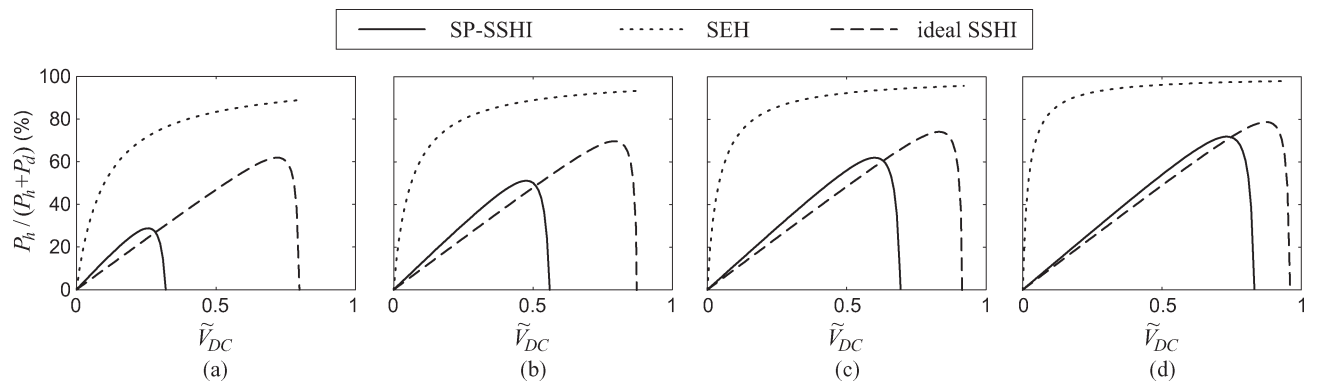 SP-SSHI SEH ideal SSHI
P_h / (P_h+P_d) (%)
100
80
60
40
20
0
0 0.5 1 0 0.5 1 0 0.5 1 0 0.5 1
Ṽ_DC Ṽ_DC Ṽ_DC Ṽ_DC
(a) (b) (c) (d)